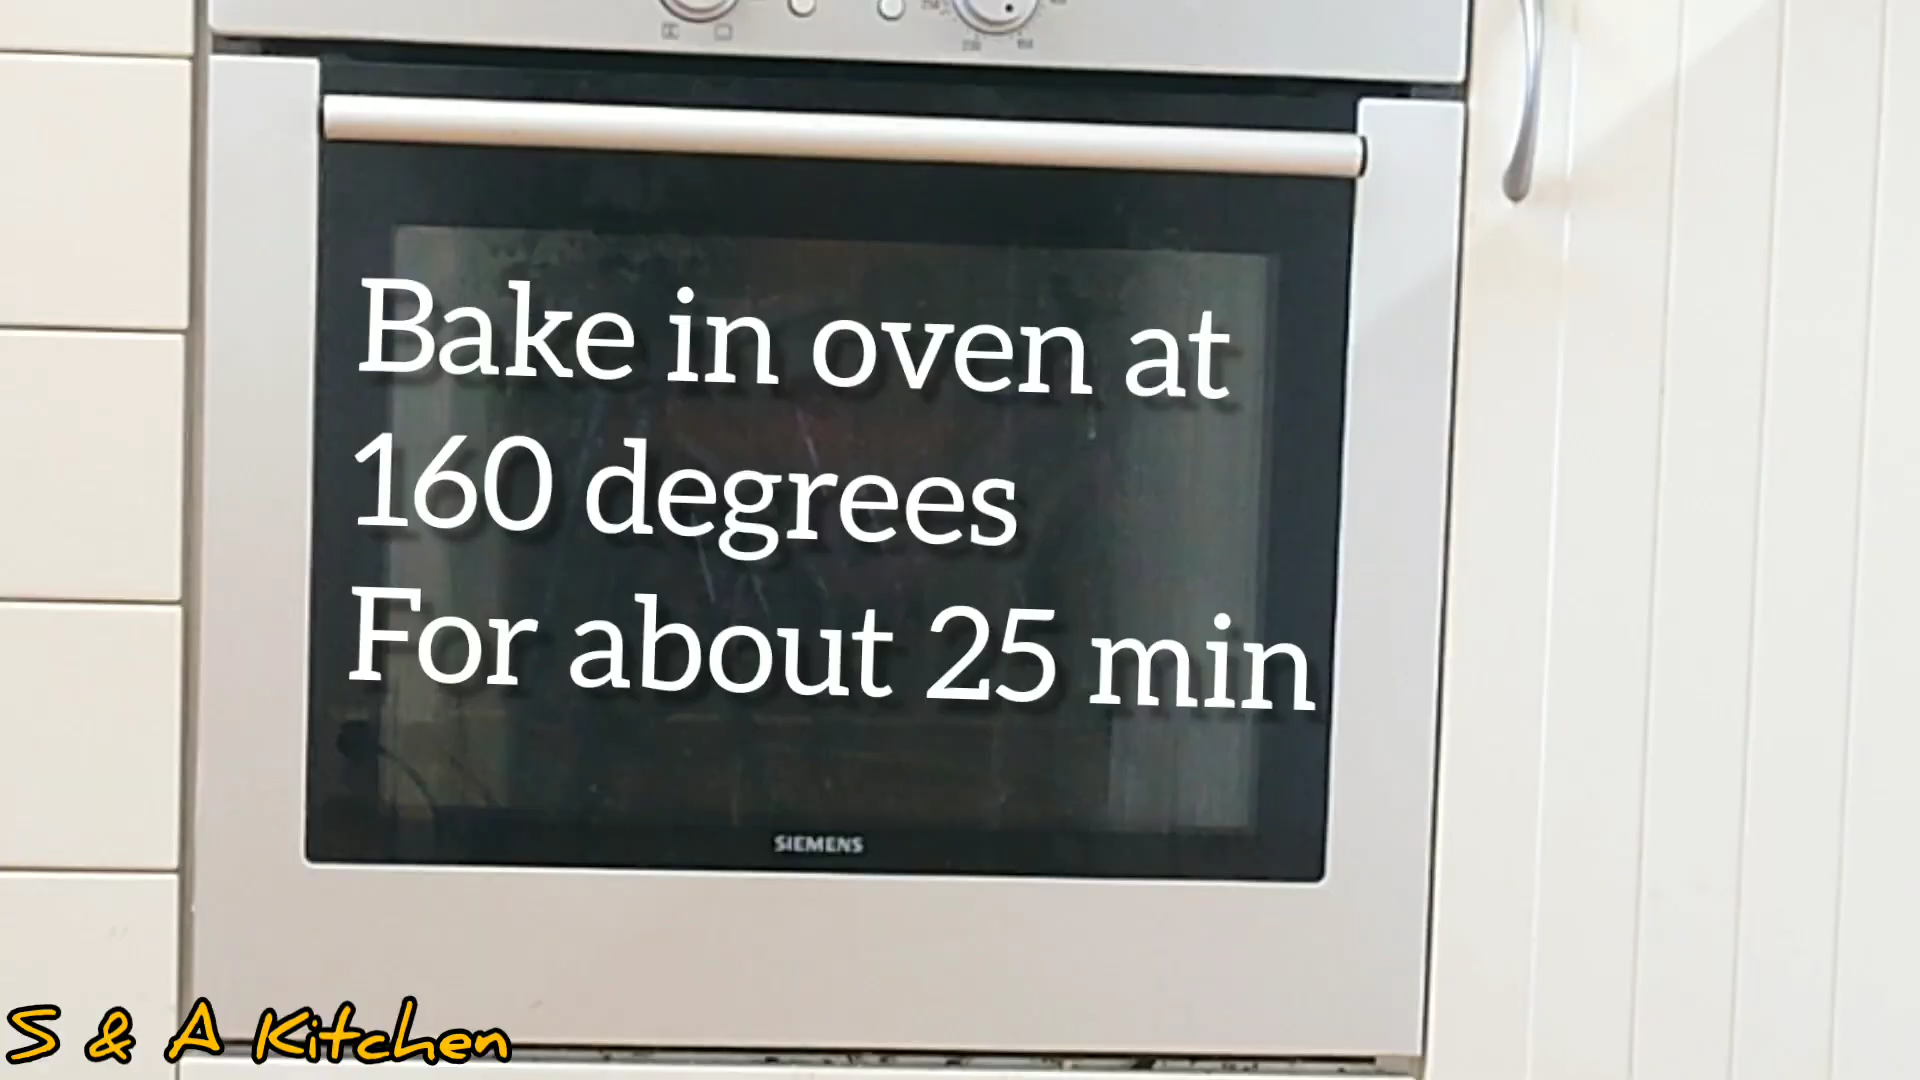 Bake in oven at
160 degrees
For about 25 min
SIEMENS
S & A Kitchen